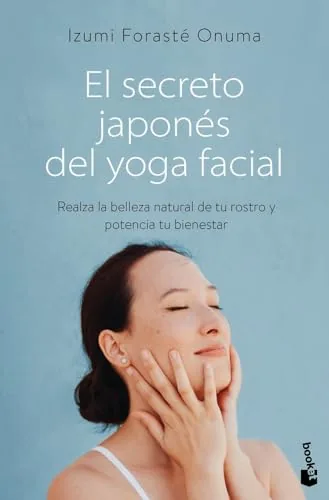 Izumi Forasté Onuma
El secreto
japonés
del yoga facial
Realza la belleza natural de tu rostro y
potencia tu bienestar
booket